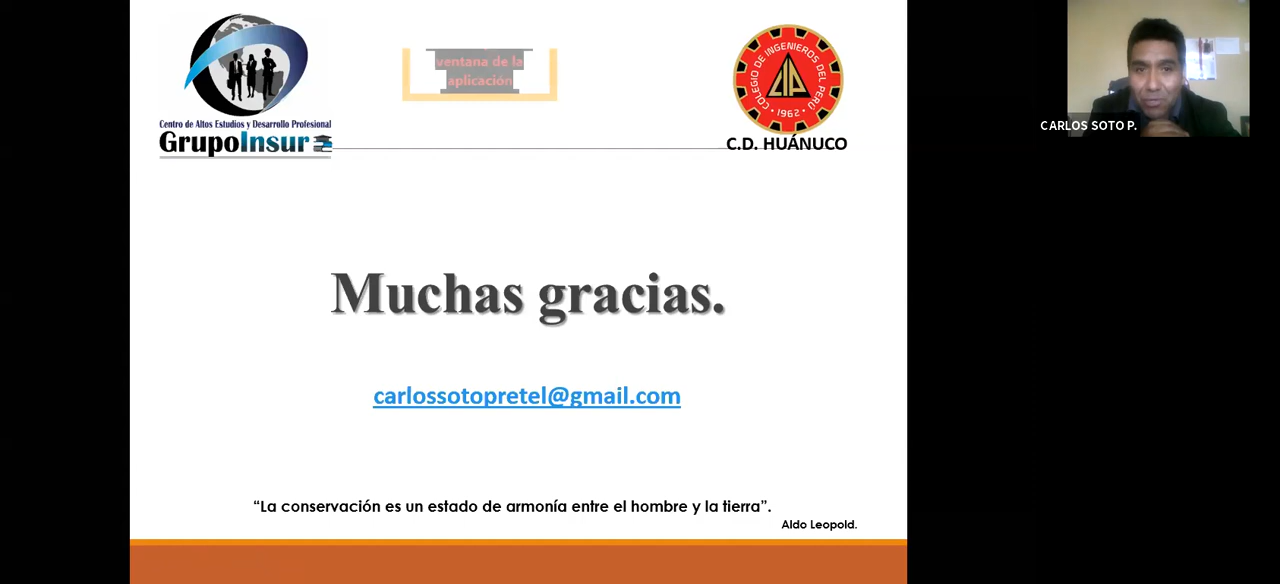 ventana de la
aplicación
COLEGIO DE INGENIEROS DEL PERÚ
CIP
• 1962 •
CARLOS SOTO P.
Centro de Altos Estudios y Desarrollo Profesional
GrupoInsur
C.D. HUÁNUCO
Muchas gracias.
carlossotopretel@gmail.com
“La conservación es un estado de armonía entre el hombre y la tierra”.
Aldo Leopold.